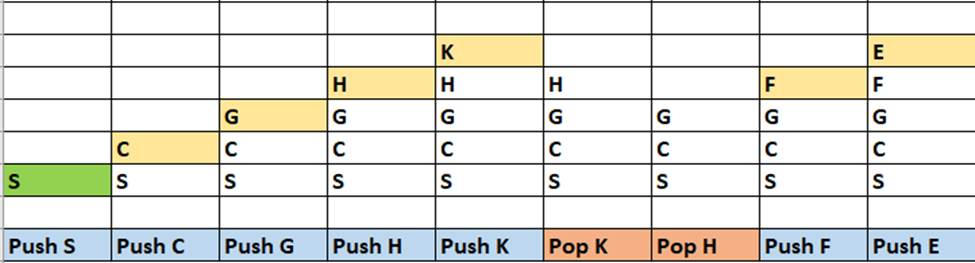 K E
H H H F F
G G G G G G G
C C C C C C C C
S S S S S S S S S
Push S Push C Push G Push H Push K Pop K Pop H Push F Push E